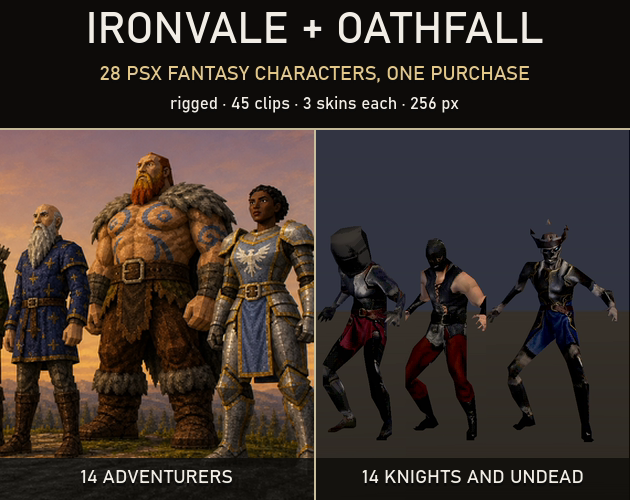 IRONVALE + OATHFALL
28 PSX FANTASY CHARACTERS, ONE PURCHASE
rigged · 45 clips · 3 skins each · 256 px
14 ADVENTURERS
14 KNIGHTS AND UNDEAD